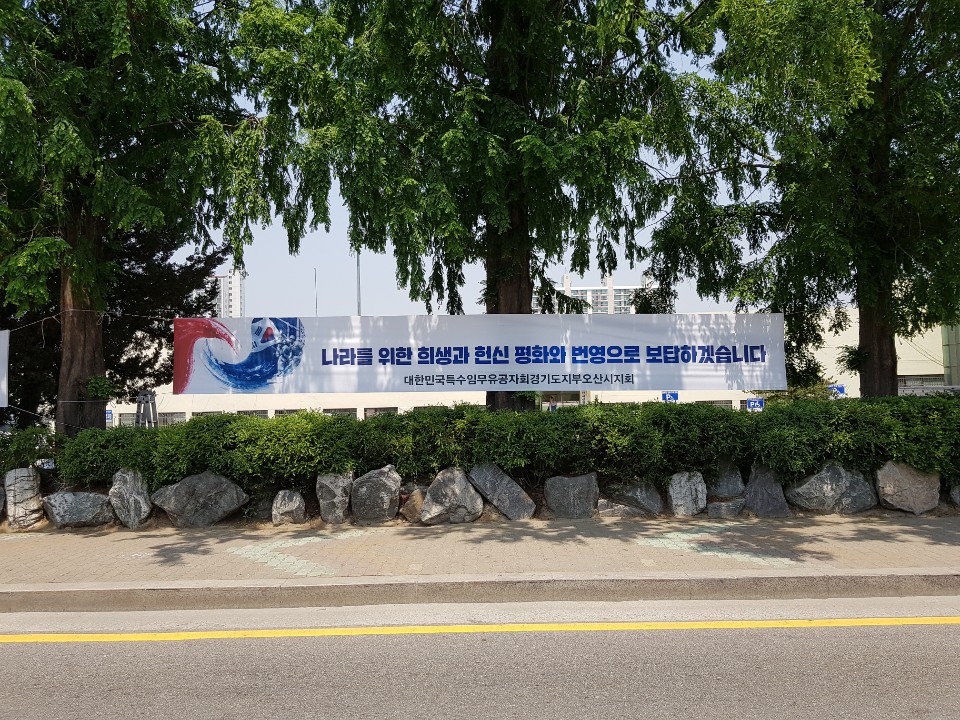 나라를 위한 희생과 헌신 평화와 번영으로 보답하겠습니다
대한민국특수임무유공자회경기도지부오산시지회
P
P